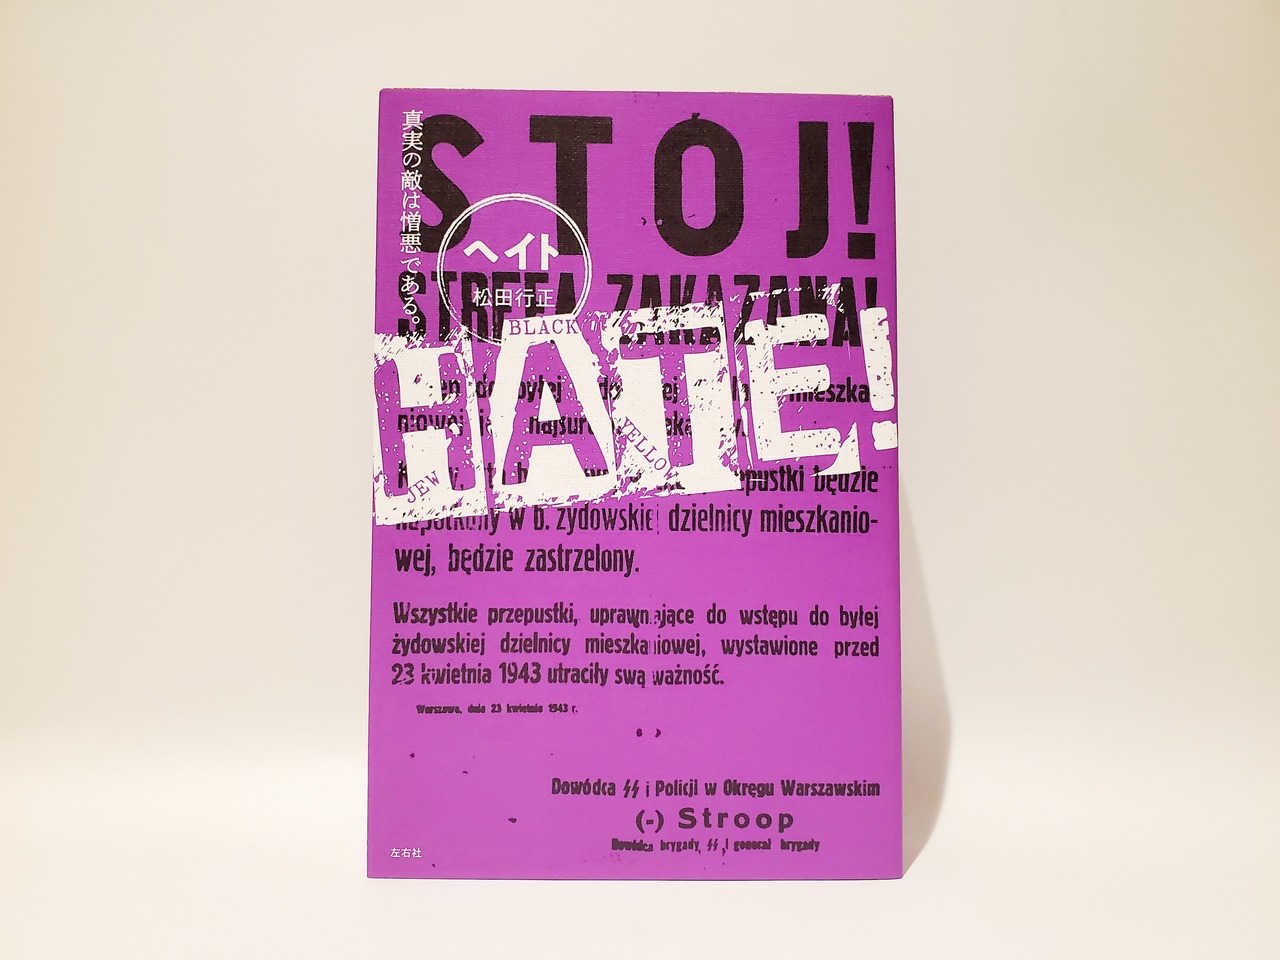 真実の敵は憎悪である。
STÓJ!
ヘイト
松田行正
STREFA ZAKAZANA!
BLACK
HATE!
YELLOW
JEW
będzie
w b. żydowskiej dzielnicy mieszkanio-
wej, będzie zastrzelony.
Wszystkie przepustki, uprawniające do wstępu do byłej
żydowskiej dzielnicy mieszkaniowej, wystawione przed
23 kwietnia 1943 utraciły swą ważność.
Warszawa, dnia 23 kwietnia 1943 r.
Dowódca SS i Policji w Okręgu Warszawskim
(-) Stroop
Dowódca brygady SS i generał brygady
左右社